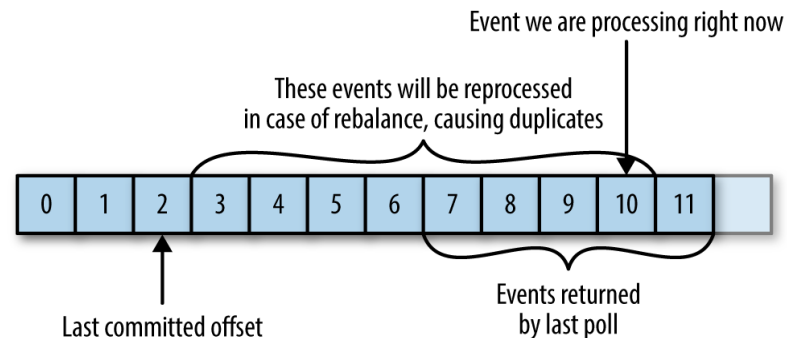 Event we are processing right now
These events will be reprocessed
in case of rebalance, causing duplicates
0 1 2 3 4 5 6 7 8 9 10 11
Last committed offset
Events returned
by last poll